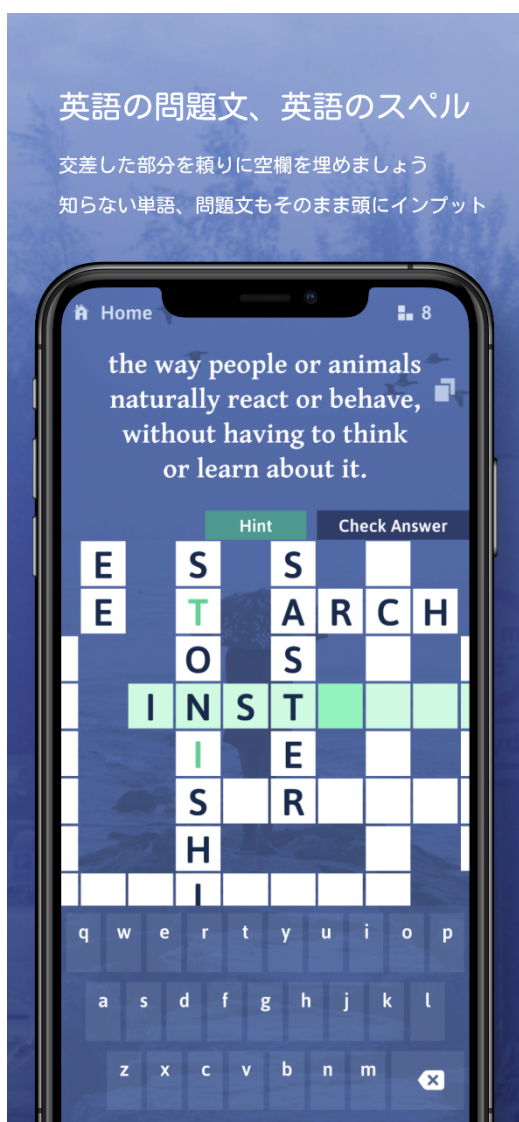 英語の問題文、英語のスペル
交差した部分を頼りに空欄を埋めましょう
知らない単語、問題文もそのまま頭にインプット
Home 8
the way people or animals
naturally react or behave,
without having to think
or learn about it.
Hint Check Answer
E S S
E T A R C H
O S
I N S T
I E
S R
H
I
q w e r t y u i o p
a s d f g h j k l
z x c v b n m